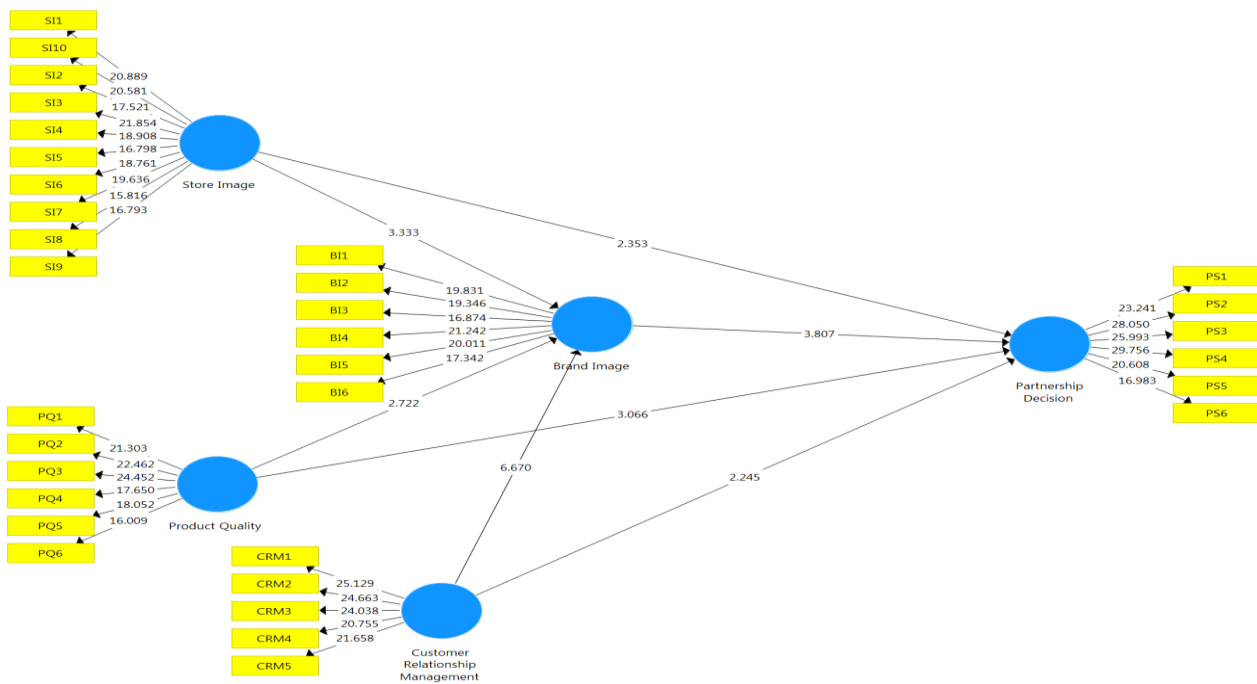 SI1
SI10
SI2
SI3
SI4
SI5
SI6
SI7
SI8
SI9
20.889
20.581
17.521
21.854
18.908
16.798
18.761
19.636
15.816
16.793
Store Image
3.333
2.353
BI1
BI2
BI3
BI4
BI5
BI6
19.831
19.346
16.874
21.242
20.011
17.342
Brand Image
3.807
PS1
PS2
PS3
PS4
PS5
PS6
23.241
28.050
25.993
29.756
20.608
16.983
Partnership
Decision
2.722
3.066
PQ1
PQ2
PQ3
PQ4
PQ5
PQ6
21.303
22.462
24.452
17.650
18.052
16.009
Product Quality
6.670
2.245
CRM1
CRM2
CRM3
CRM4
CRM5
25.129
24.663
24.038
20.755
21.658
Customer
Relationship
Management